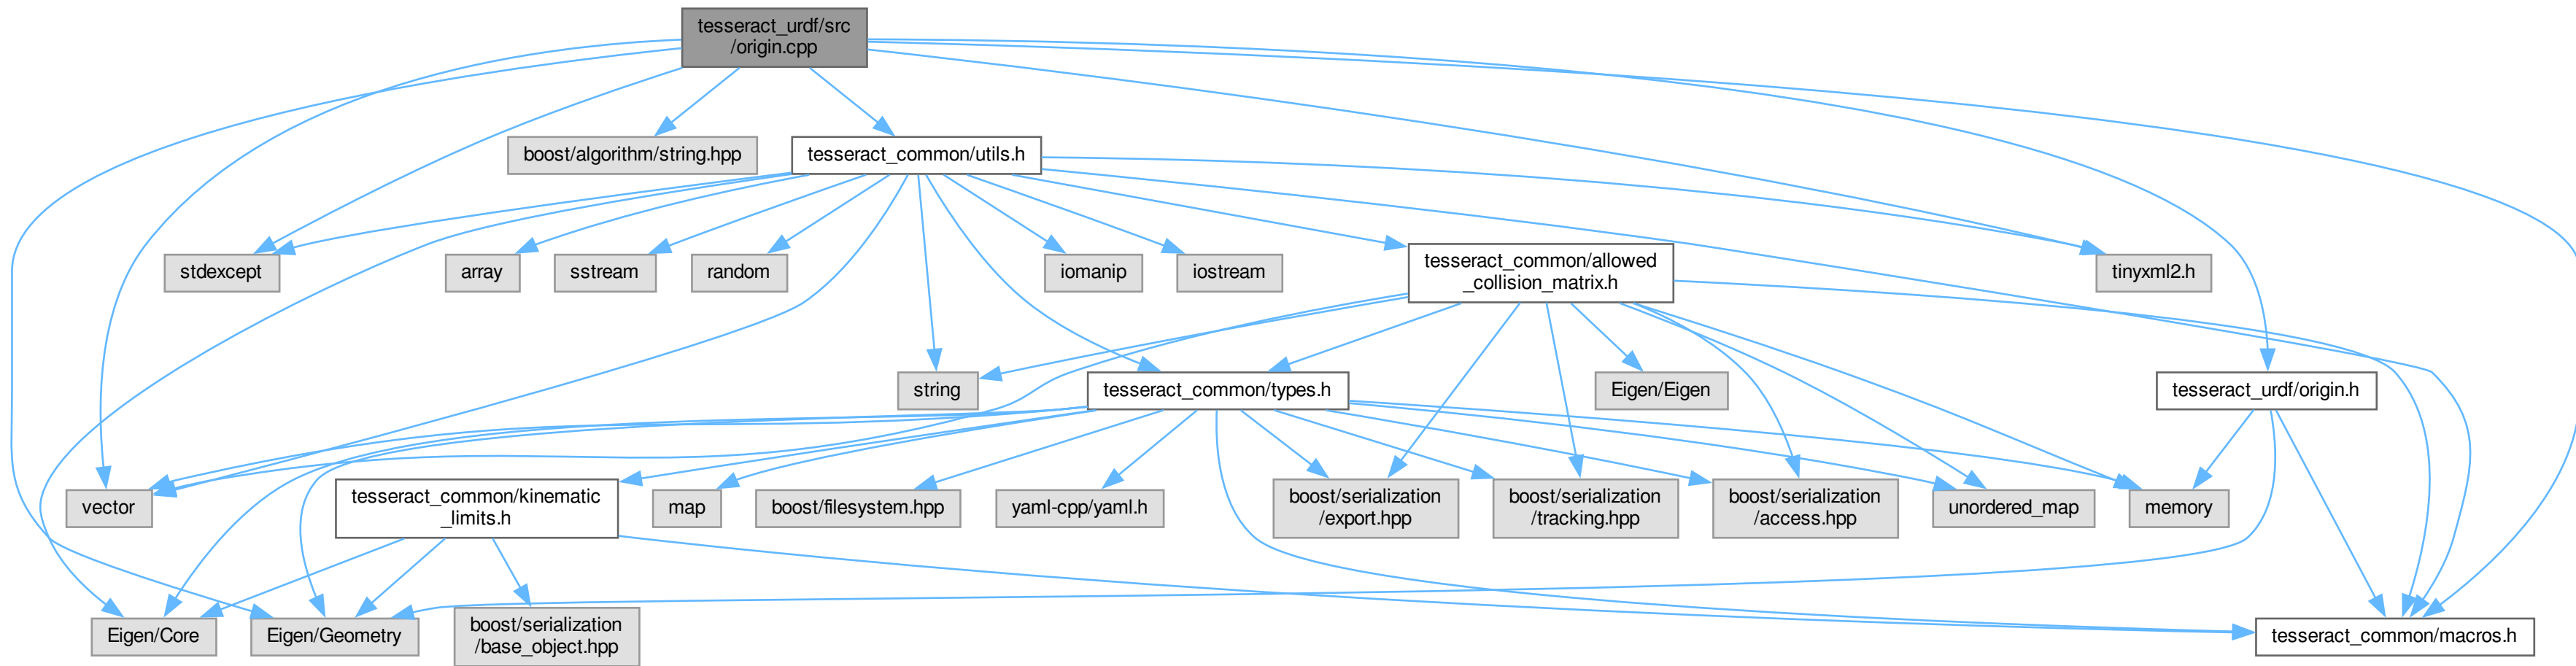 tesseract_urdf/src
/origin.cpp
boost/algorithm/string.hpp
tesseract_common/utils.h
stdexcept
array
sstream
random
iomanip
iostream
tesseract_common/allowed
_collision_matrix.h
tinyxml2.h
string
tesseract_common/types.h
Eigen/Eigen
tesseract_urdf/origin.h
vector
tesseract_common/kinematic
_limits.h
map
boost/filesystem.hpp
yaml-cpp/yaml.h
boost/serialization
/export.hpp
boost/serialization
/tracking.hpp
boost/serialization
/access.hpp
unordered_map
memory
Eigen/Core
Eigen/Geometry
boost/serialization
/base_object.hpp
tesseract_common/macros.h